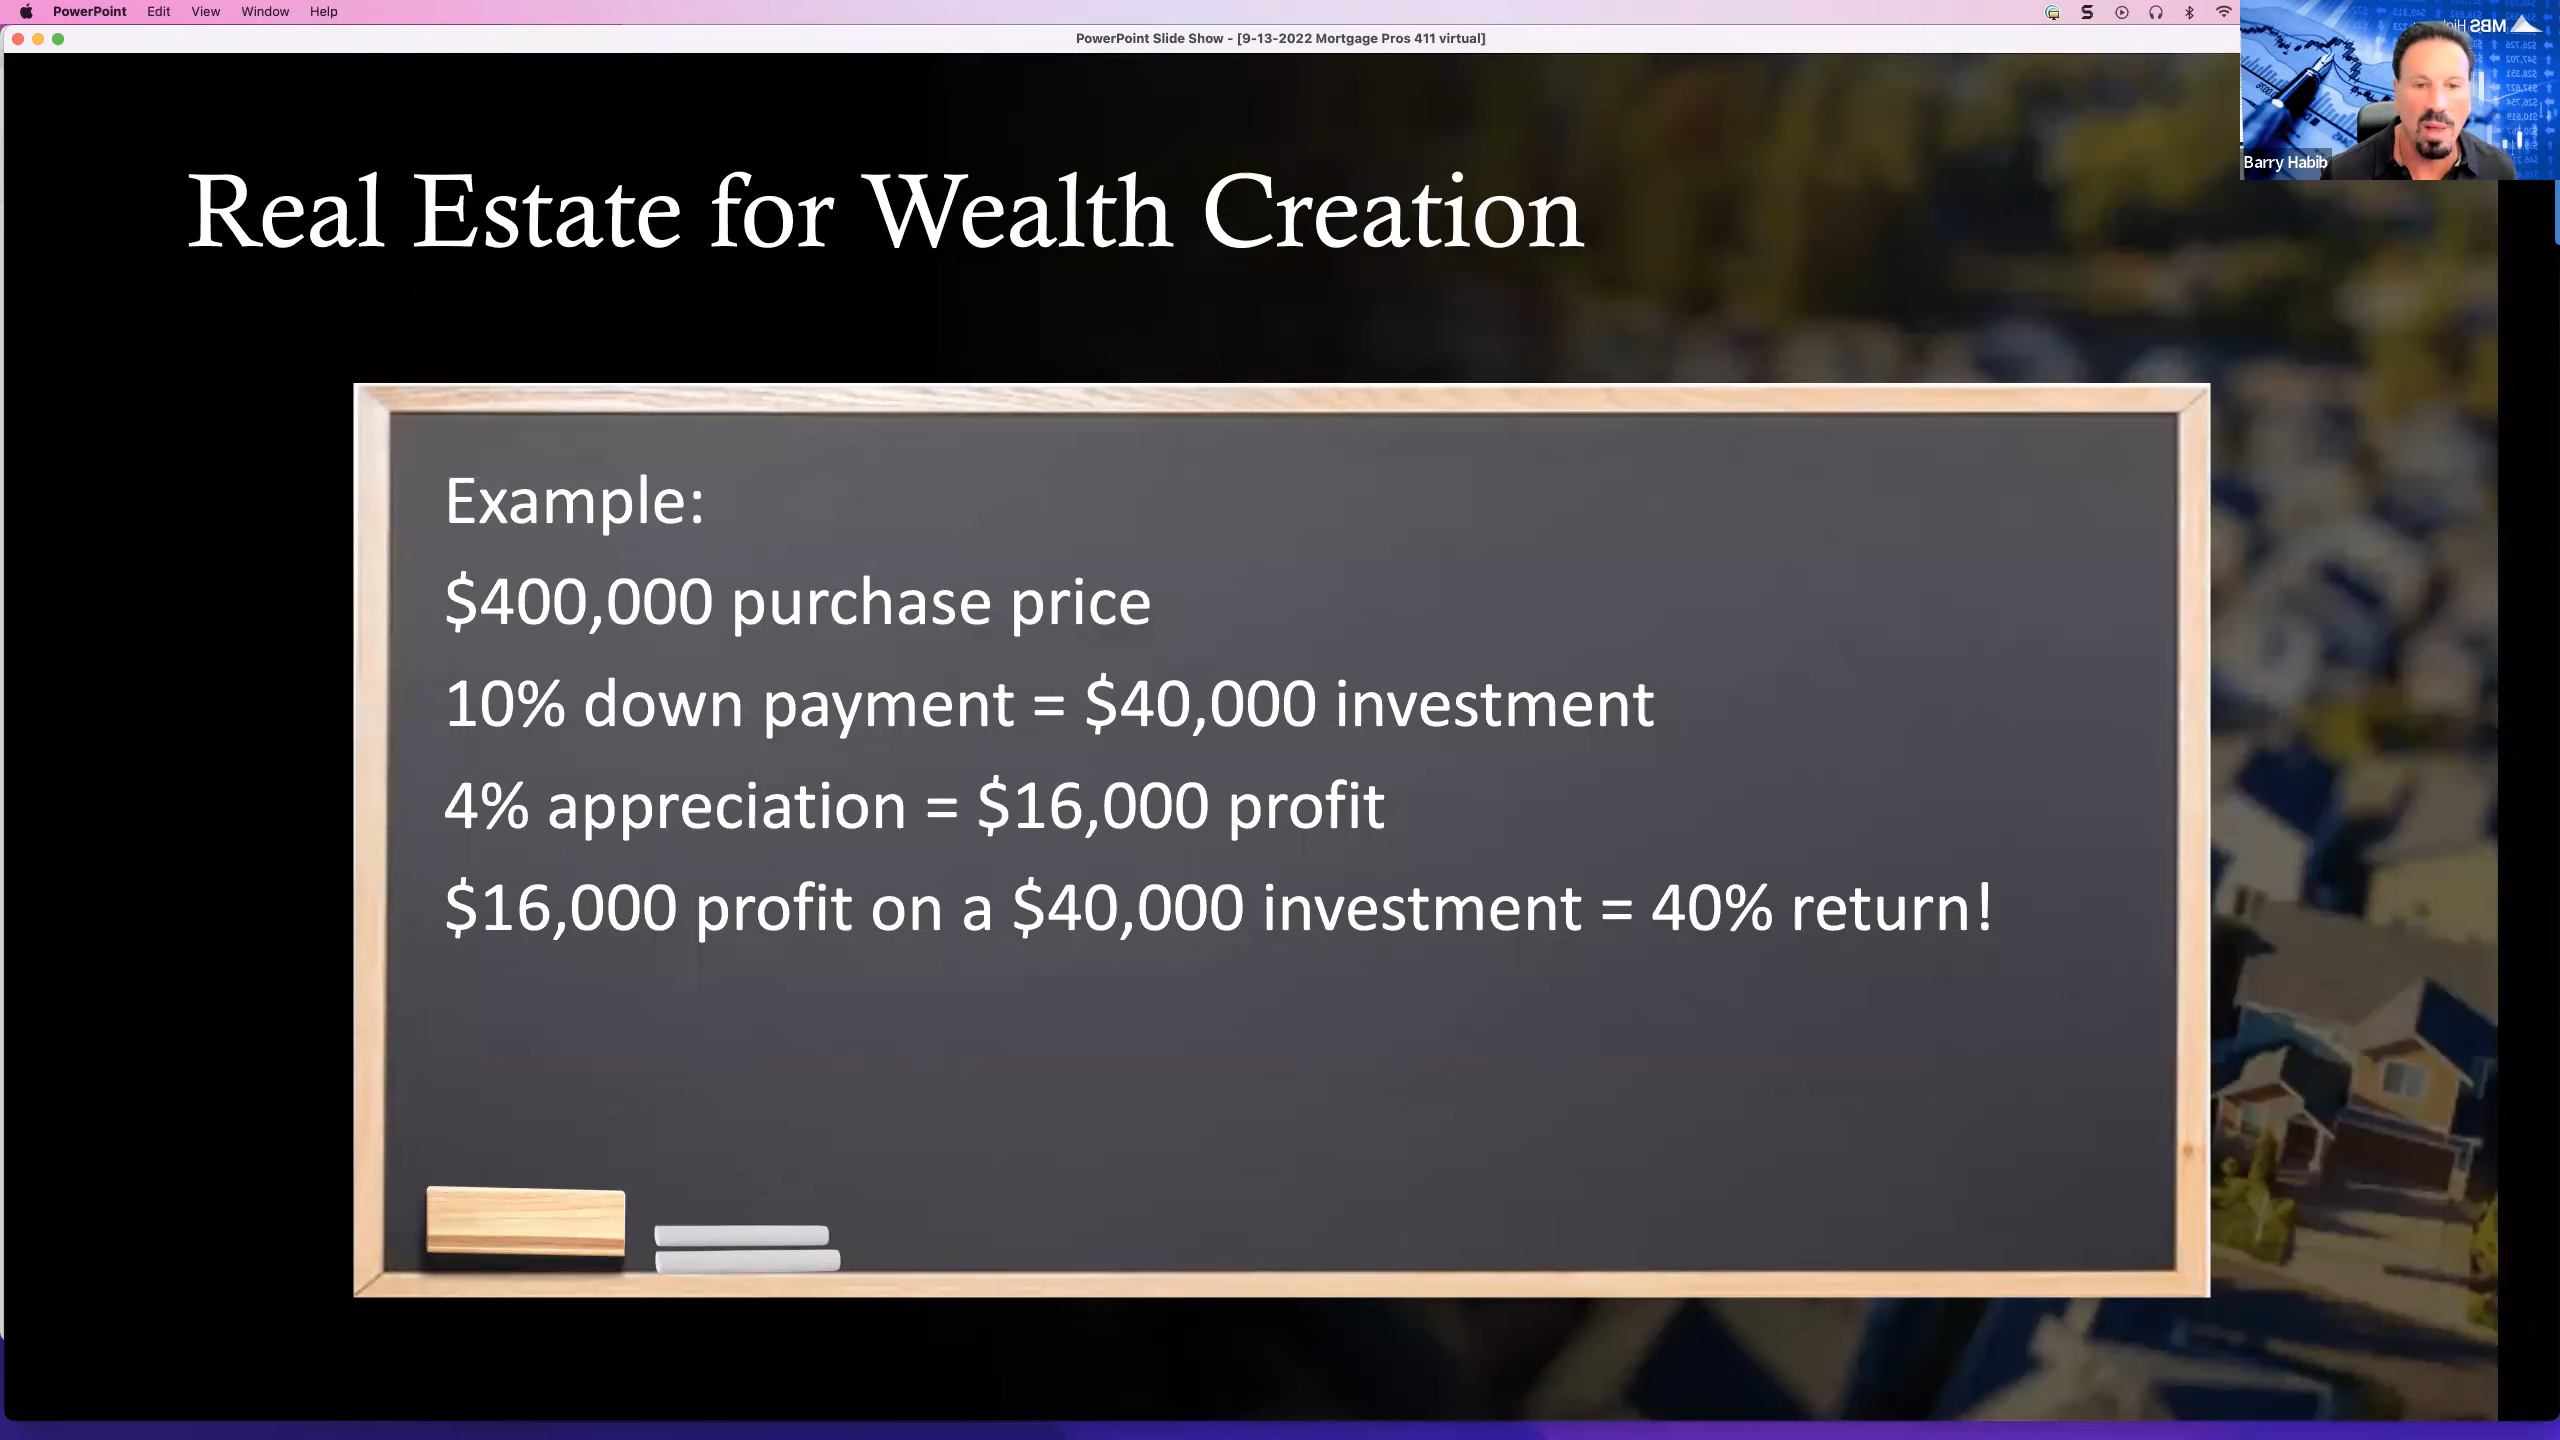 PowerPoint Edit View Window Help
PowerPoint Slide Show - [9-13-2022 Mortgage Pros 411 virtual]
Barry Habib
Real Estate for Wealth Creation
Example:
$400,000 purchase price
10% down payment = $40,000 investment
4% appreciation = $16,000 profit
$16,000 profit on a $40,000 investment = 40% return!